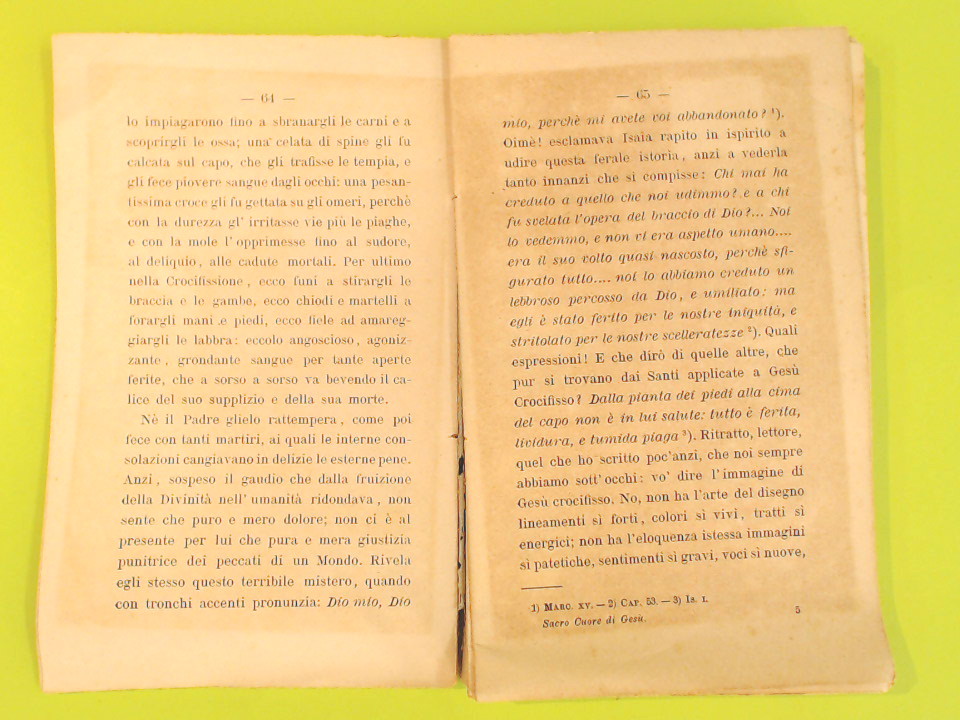 — 64 —
lo impiagarono fino a sbranargli le carni e a
scoprirgli le ossa; una celata di spine gli fu
calcata sul capo, che gli trafisse le tempia, e
gli fece piovere sangue dagli occhi: una pesan-
tissima croce gli fu gettata su gli omeri, perchè
con la durezza gl' irritasse vie più le piaghe,
e con la mole l' opprimesse fino al sudore,
al deliquio, alle cadute mortali. Per ultimo
nella Crocifissione, ecco funi a stirargli le
braccia e le gambe, ecco chiodi e martelli a
forargli mani e piedi, ecco fiele ad amareg-
giargli le labbra: eccolo angoscioso, agoniz-
zante, grondante sangue per tante aperte
ferite, che a sorso a sorso va bevendo il ca-
lice del suo supplizio e della sua morte.
Nè il Padre glielo rattempera, come poi
fece con tanti martiri, ai quali le interne con-
solazioni cangiavano in delizie le esterne pene.
Anzi, sospeso il gaudio che dalla fruizione
della Divinità nell' umanità ridondava, non
sente che puro e mero dolore; non ci è al
presente per lui che pura e mera giustizia
punitrice dei peccati di un Mondo. Rivela
egli stesso questo terribile mistero, quando
con tronchi accenti pronunzia: Dio mio, Dio
— 65 —
mio, perchè mi avete voi abbandonato? ¹).
Oimè! esclamava Isaia rapito in ispirito a
udire questa ferale istoria, anzi a vederla
tanto innanzi che si compisse: Chi mai ha
creduto a quello che noi udimmo? e a chi
fu svelata l'opera del braccio di Dio?... Noi
lo vedemmo, e non vi era aspetto umano....
era il suo volto quasi nascosto, perchè sfi-
gurato tutto.... noi lo abbiamo creduto un
lebbroso percosso da Dio, e umiliato: ma
egli è stato ferito per le nostre iniquità, e
stritolato per le nostre scelleratezze ²). Quali
espressioni! E che dirò di quelle altre, che
pur si trovano dai Santi applicate a Gesù
Crocifisso? Dalla pianta dei piedi alla cima
del capo non è in lui salute: tutto è ferita,
lividura, e tumida piaga ³). Ritratto, lettore,
quel che ho scritto poc'anzi, che noi sempre
abbiamo sott' occhi: vo' dire l' immagine di
Gesù crocifisso. No, non ha l'arte del disegno
lineamenti sì forti, colori sì vivi, tratti sì
energici; non ha l'eloquenza istessa immagini
sì patetiche, sentimenti sì gravi, voci sì nuove,
1) MARC. XV. — 2) CAP. 53. — 3) IS. I.
Sacro Cuore di Gesù. 5